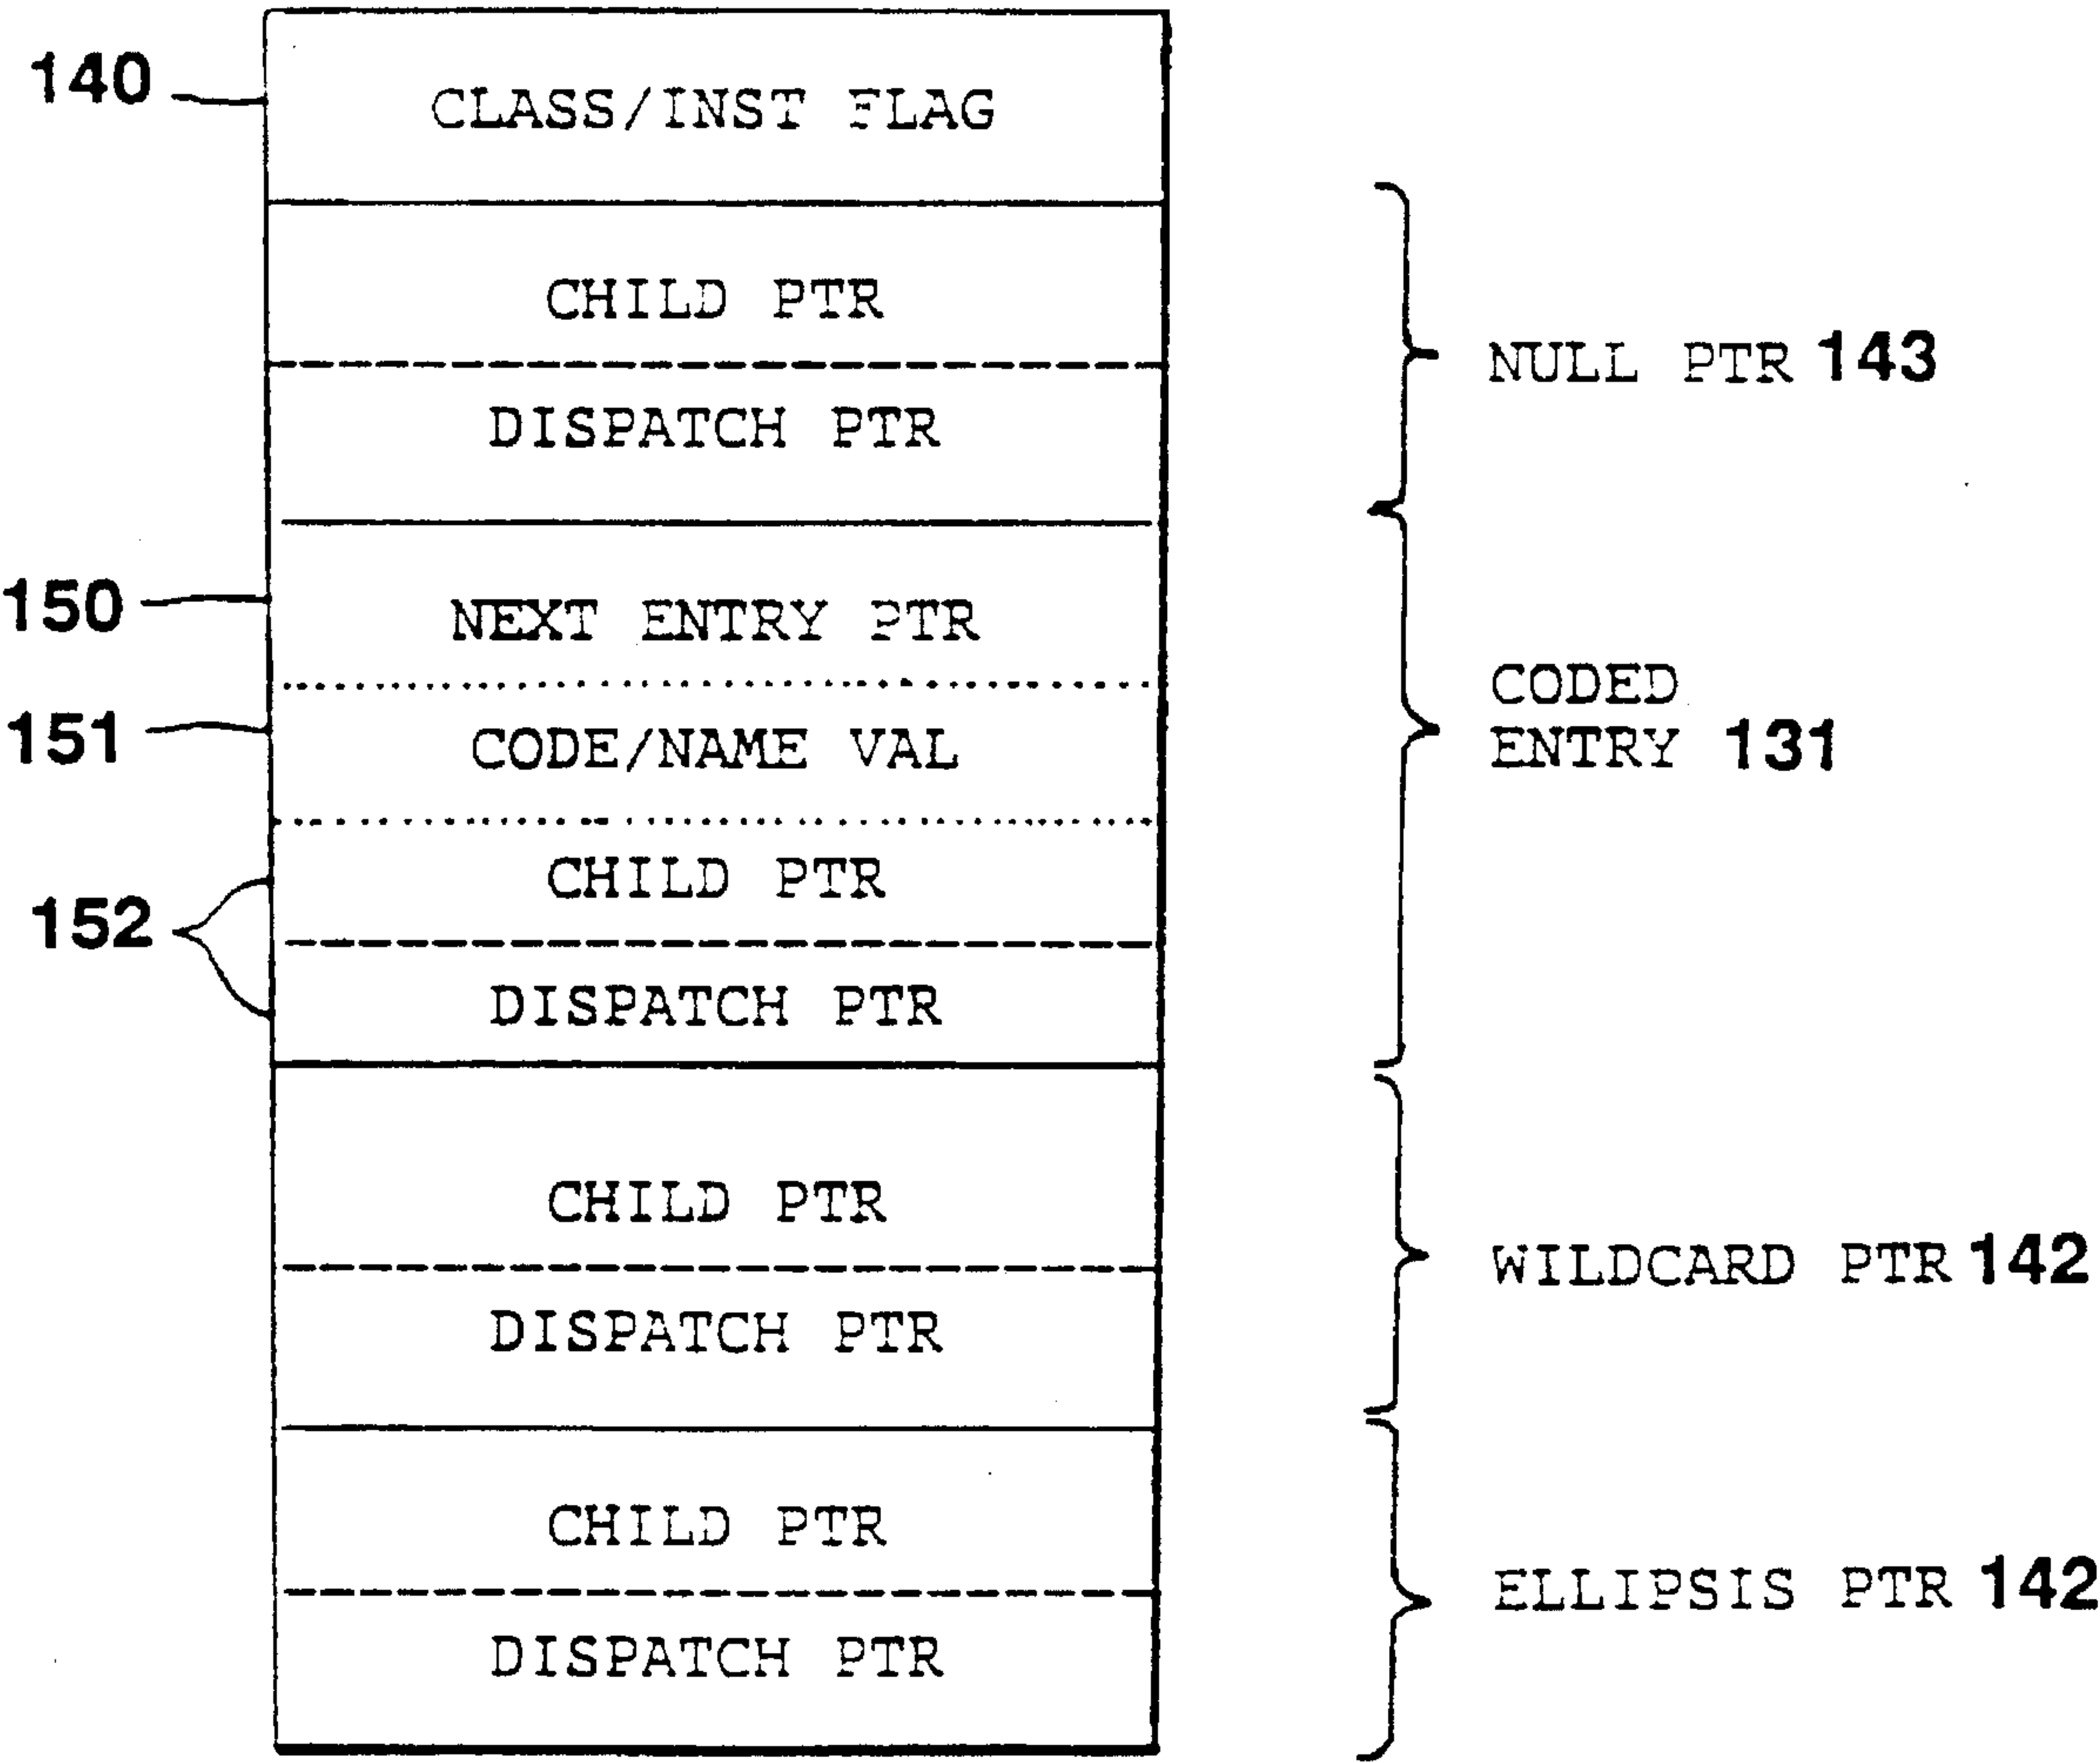 140 CLASS/INST FLAG
CHILD PTR
NULL PTR 143
DISPATCH PTR
150 NEXT ENTRY PTR
CODED
151 CODE/NAME VAL
ENTRY 131
CHILD PTR
152
DISPATCH PTR
CHILD PTR
WILDCARD PTR 142
DISPATCH PTR
CHILD PTR
ELLIPSIS PTR 142
DISPATCH PTR